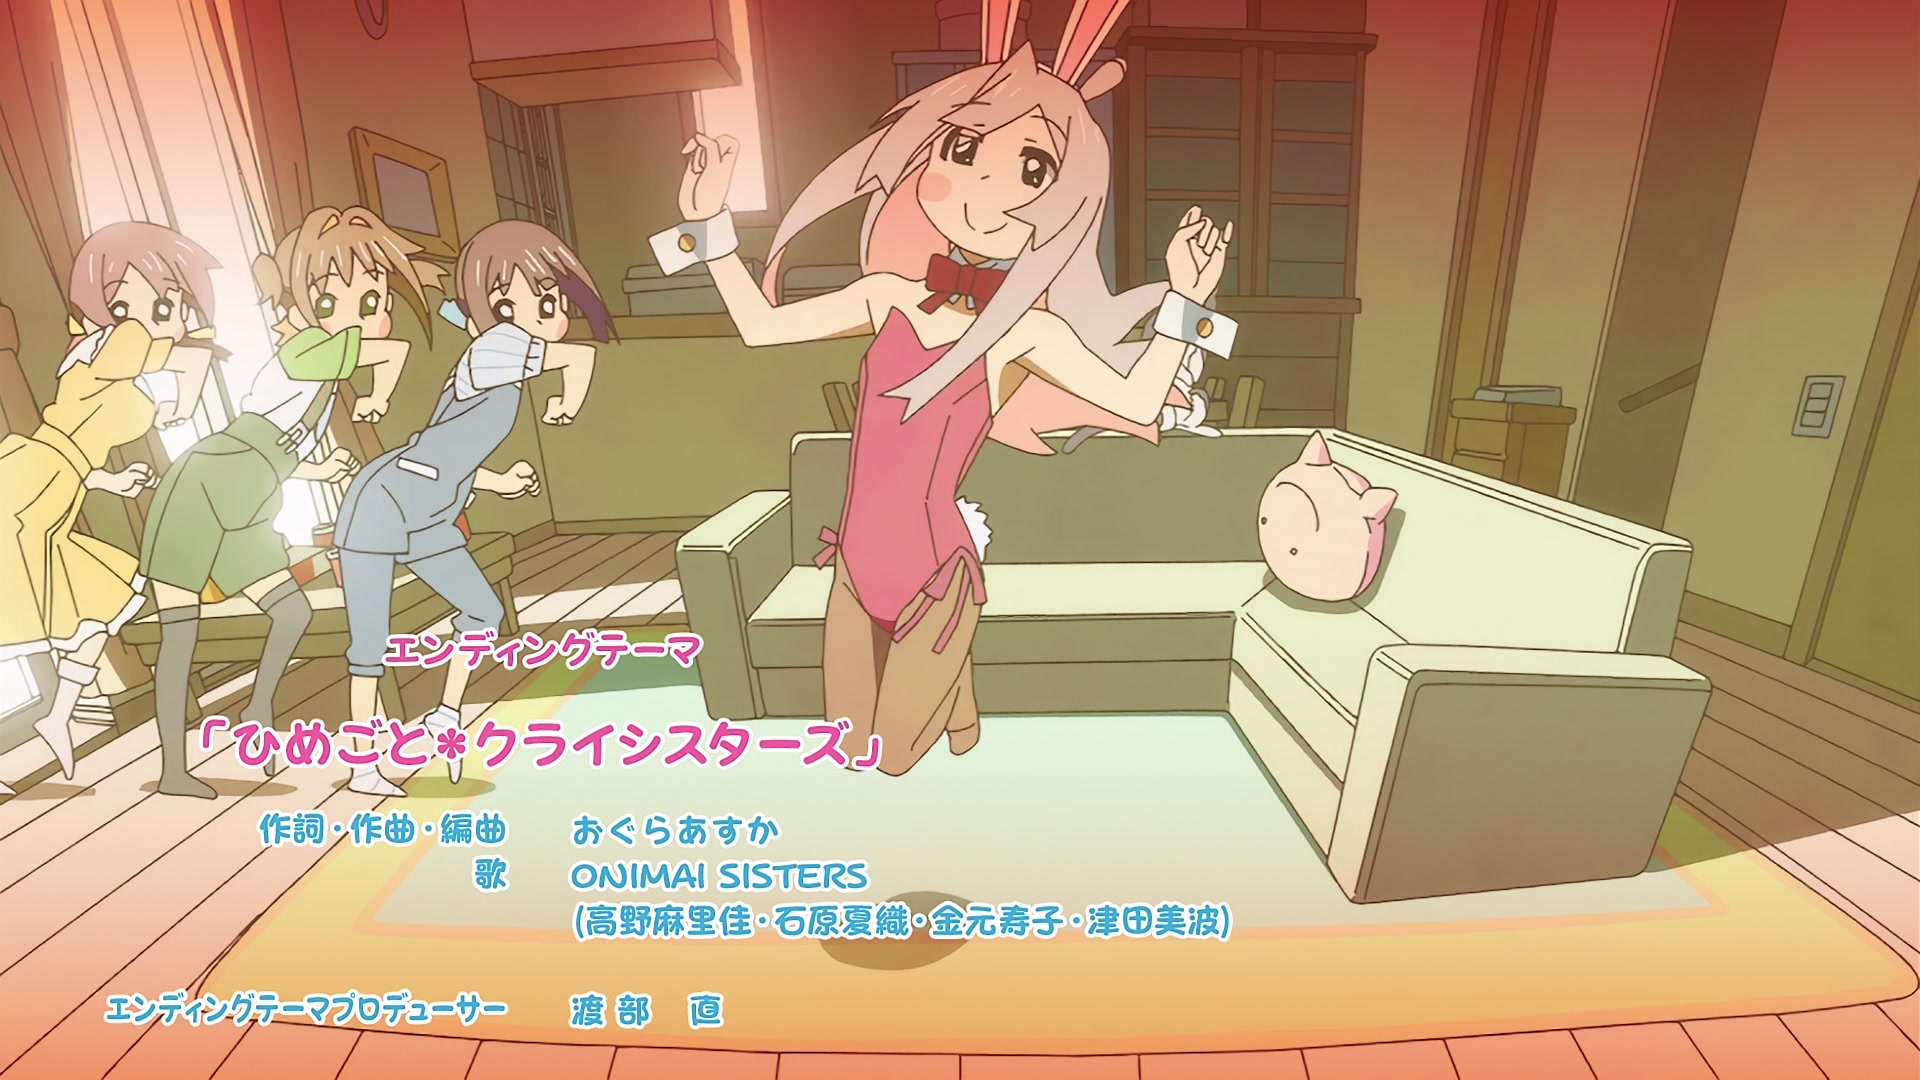 エンディングテーマ
「ひめごと*クライシスターズ」
作詞・作曲・編曲 おぐらあすか
歌 ONIMAI SISTERS
(高野麻里佳・石原夏織・金元寿子・津田美波)
エンディングテーマプロデューサー 渡部 直